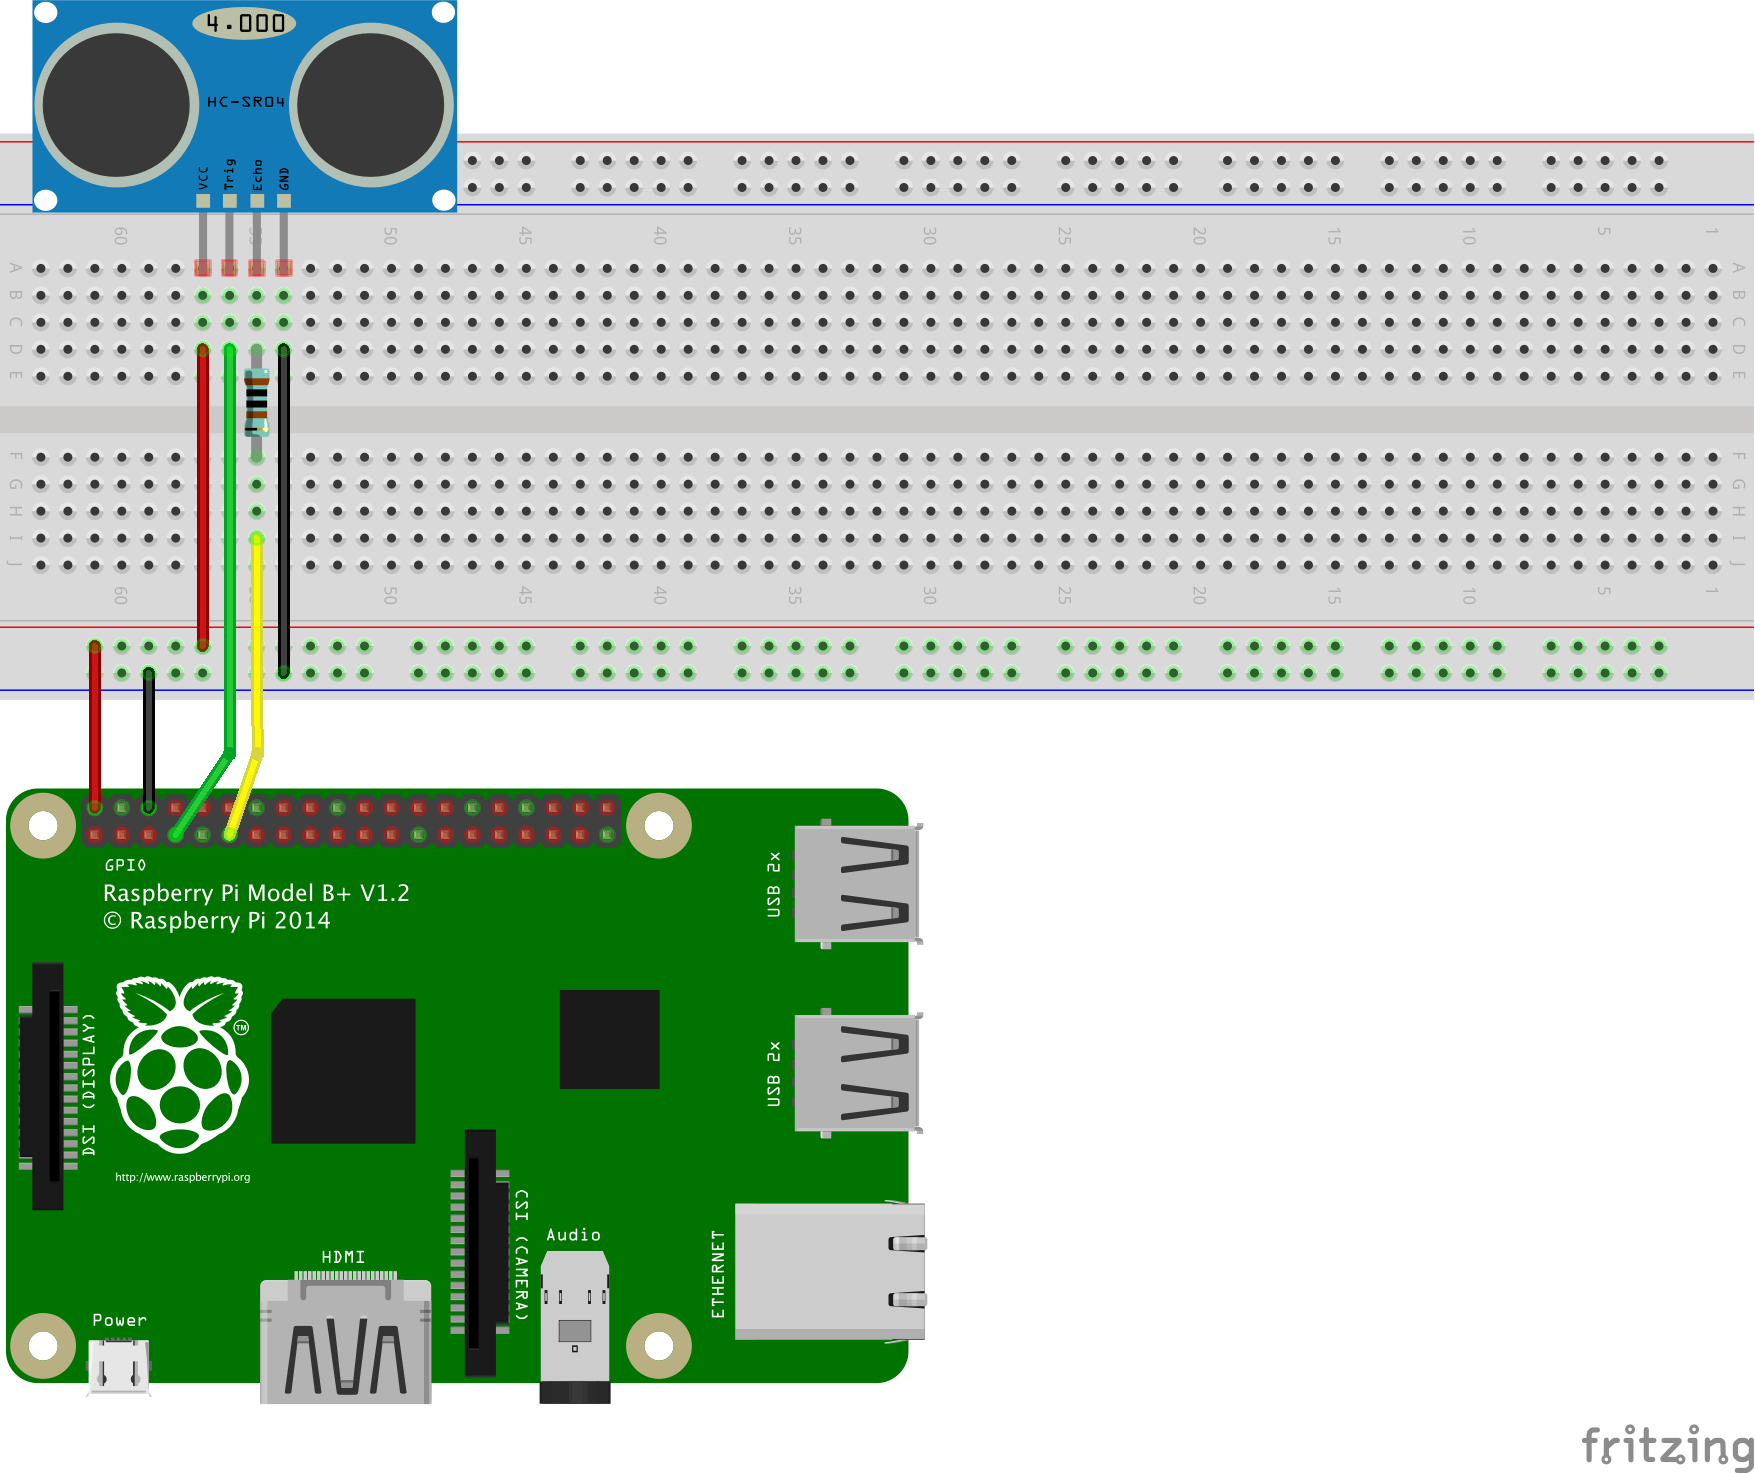 4.000
HC-SR04
VCC
Trig
Echo
GND
60 50 45 40 35 30 25 20 15 10 5 1
A A
B B
C C
D D
E E
F F
G G
H H
I I
J J
60 50 45 40 35 30 25 20 15 10 5 1
GPIO
Raspberry Pi Model B+ V1.2
© Raspberry Pi 2014
USB 2x
USB 2x
DSI (DISPLAY)
TM
http://www.raspberrypi.org
CSI (CAMERA)
Audio
ETHERNET
HDMI
Power
fritzing